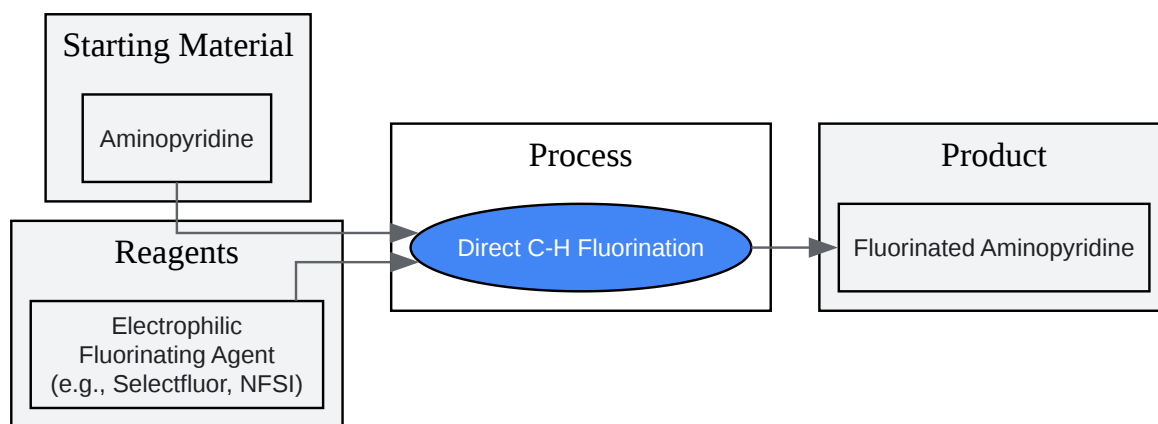 Starting Material
Aminopyridine
Reagents
Electrophilic
Fluorinating Agent
(e.g., Selectfluor, NFSI)
Process
Direct C-H Fluorination
Product
Fluorinated Aminopyridine